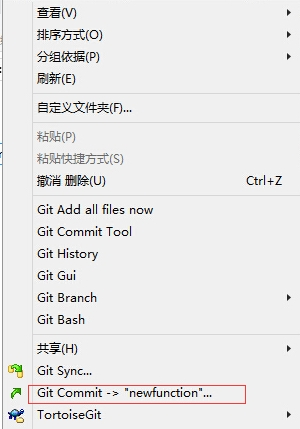 查看(V)
排序方式(O)
分组依据(P)
刷新(E)
自定义文件夹(F)...
粘贴(P)
粘贴快捷方式(S)
撤消 删除(U) Ctrl+Z
Git Add all files now
Git Commit Tool
Git History
Git Gui
Git Branch
Git Bash
共享(H)
Git Sync...
Git Commit -> "newfunction"...
TortoiseGit